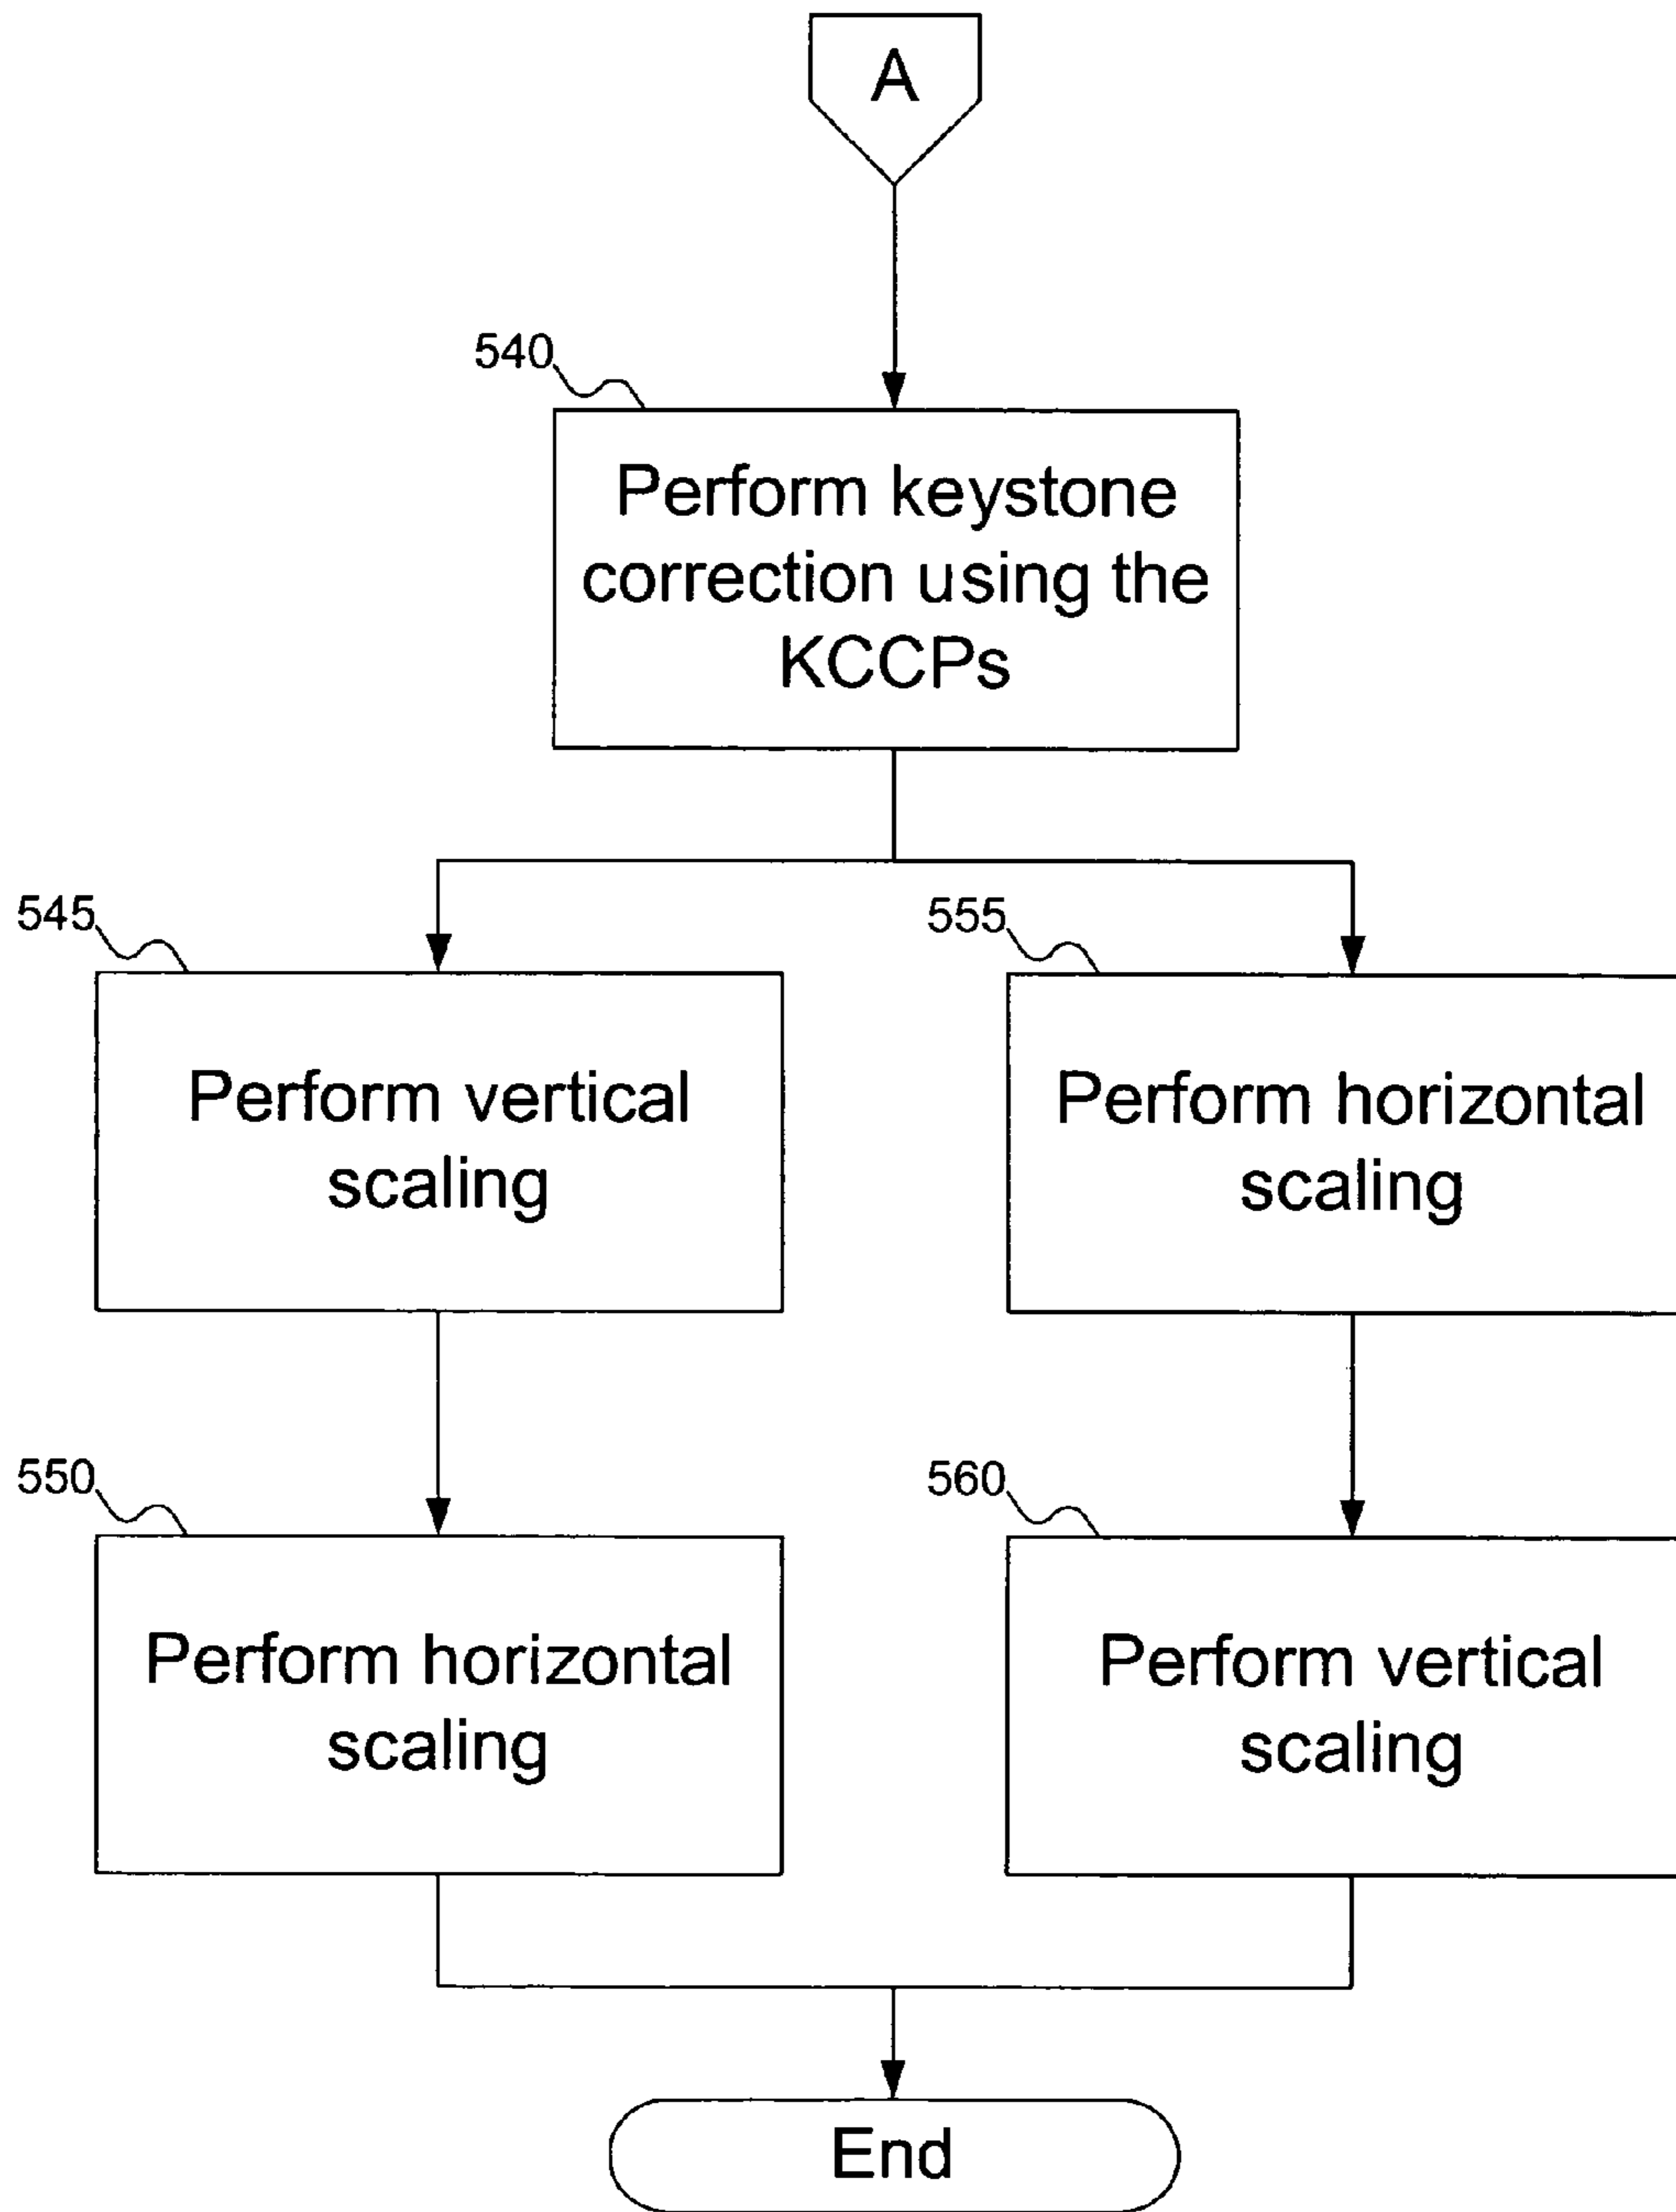 A
540
Perform keystone
correction using the
KCCPs
545
Perform vertical
scaling
555
Perform horizontal
scaling
550
Perform horizontal
scaling
560
Perform vertical
scaling
End